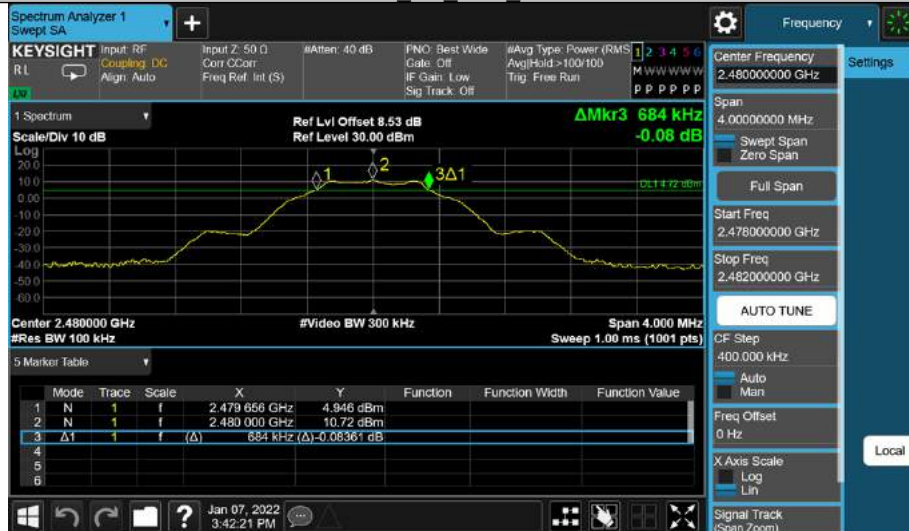 Spectrum Analyzer 1
Swept SA
Frequency
KEYSIGHT
RL
Input: RF
Coupling: DC
Align: Auto
Input Z: 50 Ω
Corr CCorr
Freq Ref: Int (S)
#Atten: 40 dB
PNO: Best Wide
Gate: Off
IF Gain: Low
Sig Track: Off
#Avg Type: Power (RMS
Avg|Hold:>100/100
Trig: Free Run
1 2 3 4 5 6
M W W W W W
P P P P P P
1 Spectrum
Scale/Div 10 dB
Ref Lvl Offset 8.53 dB
Ref Level 30.00 dBm
ΔMkr3 684 kHz
-0.08 dB
Log
20.0
10.0
0.00
-10.0
-20.0
-30.0
-40.0
-50.0
-60.0
1
2
3Δ1
DL1 4.72 dBm
Center 2.480000 GHz
#Res BW 100 kHz
#Video BW 300 kHz
Span 4.000 MHz
Sweep 1.00 ms (1001 pts)
5 Marker Table
Mode Trace Scale X Y Function Function Width Function Value
1 N 1 f 2.479 656 GHz 4.946 dBm
2 N 1 f 2.480 000 GHz 10.72 dBm
3 Δ1 1 f (Δ) 684 kHz (Δ) -0.08361 dB
4
5
6
Jan 07, 2022
3:42:21 PM
Center Frequency
2.480000000 GHz
Span
4.00000000 MHz
Swept Span
Zero Span
Full Span
Start Freq
2.478000000 GHz
Stop Freq
2.482000000 GHz
AUTO TUNE
CF Step
400.000 kHz
Auto
Man
Freq Offset
0 Hz
X Axis Scale
Log
Lin
Signal Track
(Span Zoom)
Settings
Local